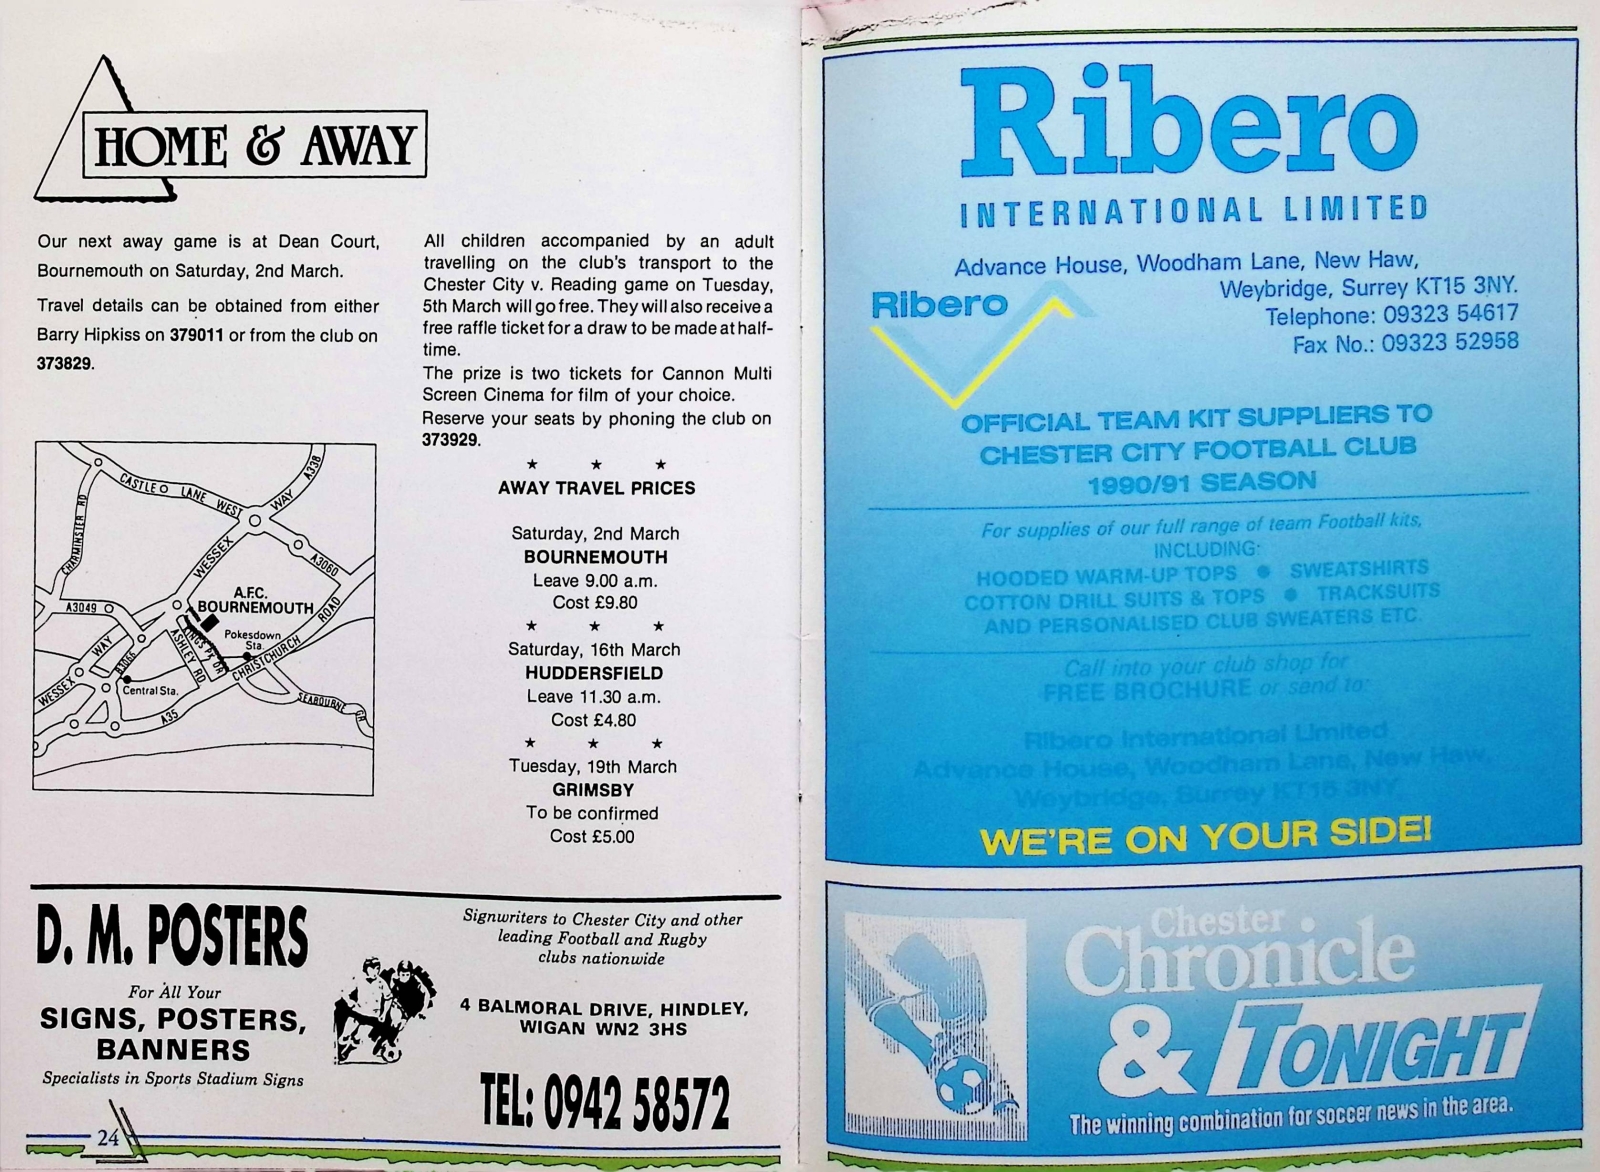 HOME & AWAY
Our next away game is at Dean Court,
Bournemouth on Saturday, 2nd March.
Travel details can be obtained from either
Barry Hipkiss on 379011 or from the club on
373829.
CASTLE LANE WEST
A338
WAY
CHARMINSTER RD
WESSEX
A3060
A3049
A.F.C.
BOURNEMOUTH
ROAD
KINGS PK DR
Pokesdown
Sta.
ASHLEY RD
CHRISTCHURCH
WAY
B3066
WESSEX
Central Sta.
A35
SEABOURNE GR
All children accompanied by an adult
travelling on the club's transport to the
Chester City v. Reading game on Tuesday,
5th March will go free. They will also receive a
free raffle ticket for a draw to be made at half-
time.
The prize is two tickets for Cannon Multi
Screen Cinema for film of your choice.
Reserve your seats by phoning the club on
373929.
★ ★ ★
AWAY TRAVEL PRICES
Saturday, 2nd March
BOURNEMOUTH
Leave 9.00 a.m.
Cost £9.80
★ ★ ★
Saturday, 16th March
HUDDERSFIELD
Leave 11.30 a.m.
Cost £4.80
★ ★ ★
Tuesday, 19th March
GRIMSBY
To be confirmed
Cost £5.00
D. M. POSTERS
For All Your
SIGNS, POSTERS,
BANNERS
Specialists in Sports Stadium Signs
Signwriters to Chester City and other
leading Football and Rugby
clubs nationwide
4 BALMORAL DRIVE, HINDLEY,
WIGAN WN2 3HS
TEL: 0942 58572
24
Ribero
INTERNATIONAL LIMITED
Advance House, Woodham Lane, New Haw,
Weybridge, Surrey KT15 3NY.
Telephone: 09323 54617
Fax No.: 09323 52958
Ribero
OFFICIAL TEAM KIT SUPPLIERS TO
CHESTER CITY FOOTBALL CLUB
1990/91 SEASON
For supplies of our full range of team Football kits,
INCLUDING:
HOODED WARM-UP TOPS ● SWEATSHIRTS
COTTON DRILL SUITS & TOPS ● TRACKSUITS
AND PERSONALISED CLUB SWEATERS ETC.
Call into your club shop for
FREE BROCHURE or send to:
Ribero International Limited
Advance House, Woodham Lane, New Haw,
Weybridge, Surrey KT15 3NY.
WE'RE ON YOUR SIDE!
Chester
Chronicle
& TONIGHT
The winning combination for soccer news in the area.